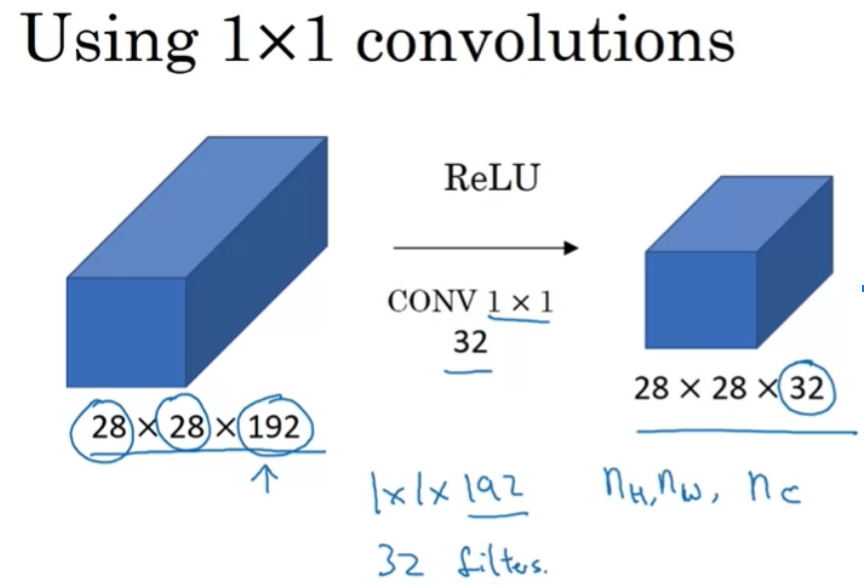 Using 1×1 convolutions
ReLU
CONV 1 × 1
32
28 × 28 × 192
28 × 28 × 32
↑
1×1× 192
32 filters.
nH, nW, nC